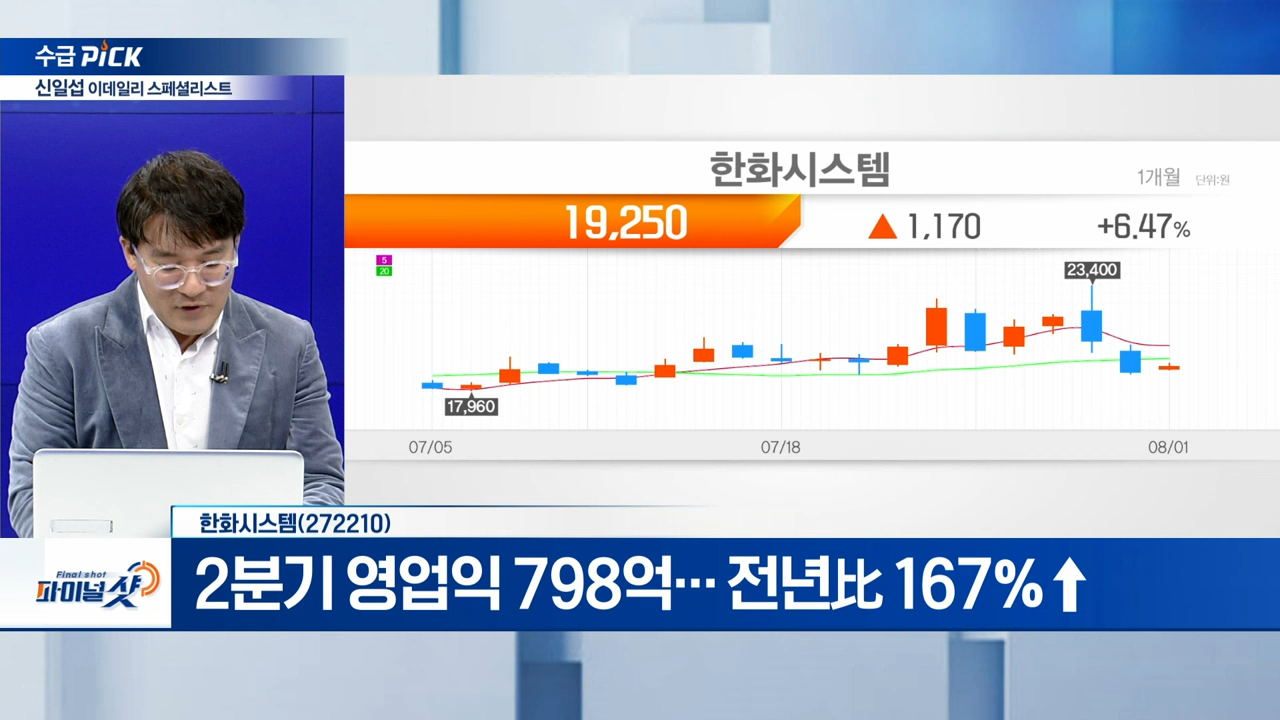 수급 PiCK
신일섭 이데일리 스페셜리스트
한화시스템
1개월 단위:원
19,250 ▲ 1,170 +6.47%
5
20
23,400
17,960
07/05 07/18 08/01
한화시스템(272210)
Final shot
파이널샷
2분기 영업익 798억… 전년比 167%↑